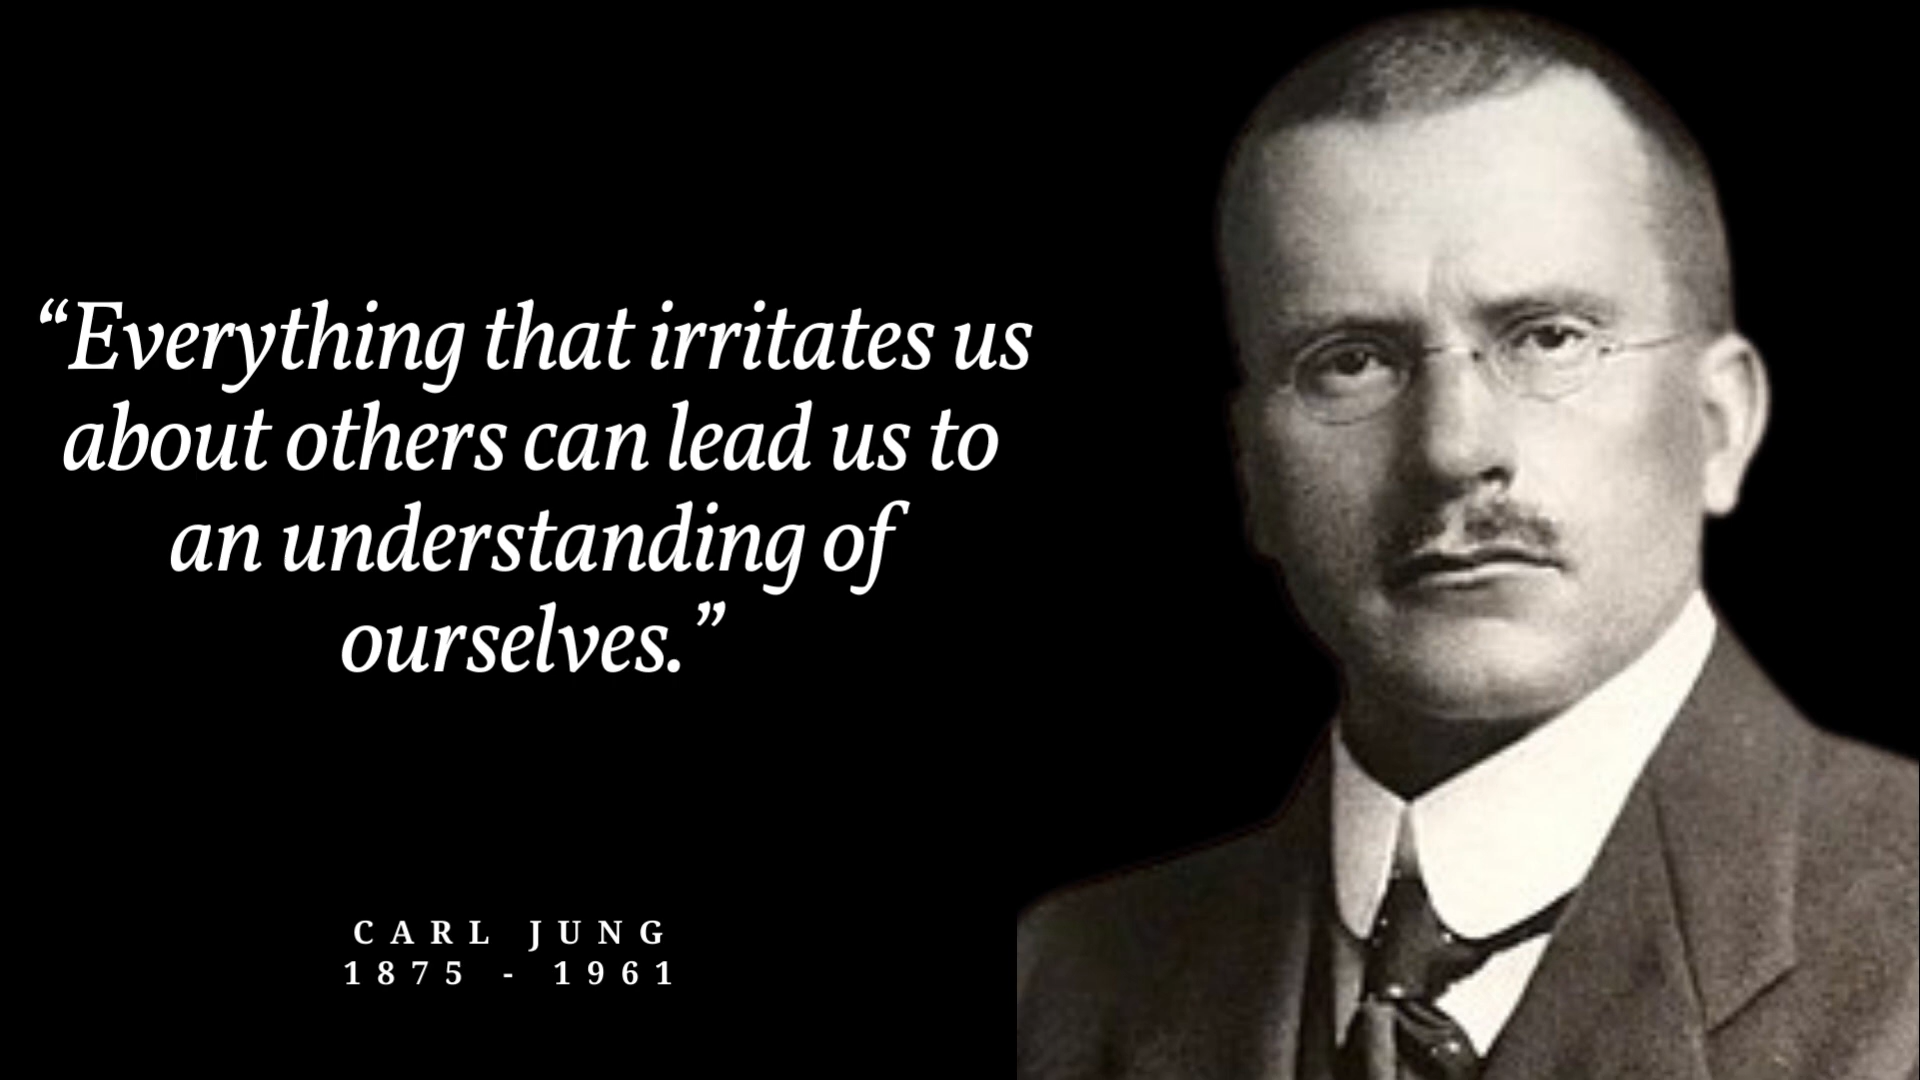 “Everything that irritates us
about others can lead us to
an understanding of
ourselves.”
CARL JUNG
1875 - 1961